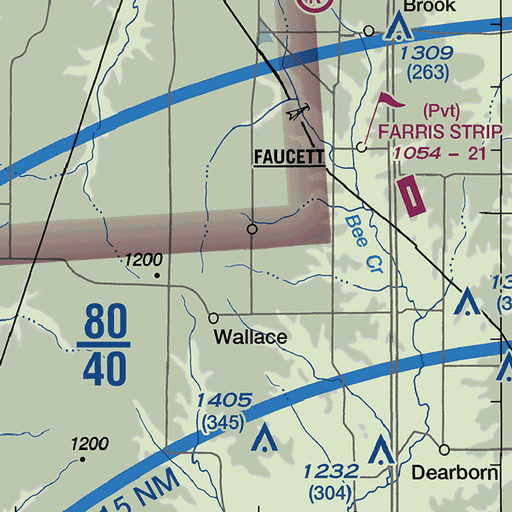 Brook
1309
(263)
(Pvt)
FARRIS STRIP
1054 - 21
FAUCETT
Bee Cr
1200
80
40
Wallace
1405
(345)
1200
1232
(304)
Dearborn
15 NM